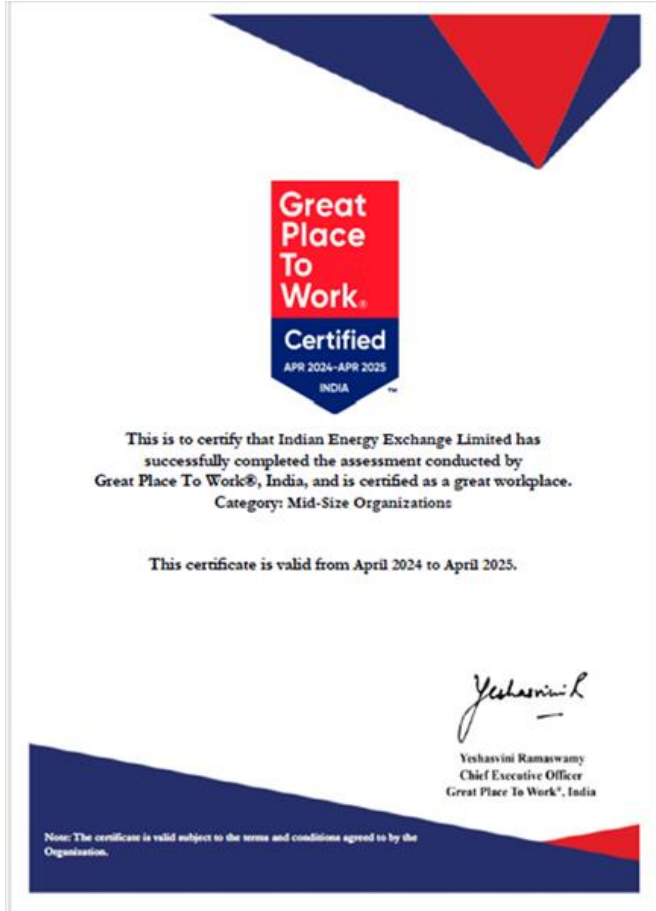 Great
Place
To
Work®
Certified
APR 2024-APR 2025
INDIA ™
This is to certify that Indian Energy Exchange Limited has
successfully completed the assessment conducted by
Great Place To Work®, India, and is certified as a great workplace.
Category: Mid-Size Organizations
This certificate is valid from April 2024 to April 2025.
Yeshasvini R
Yeshasvini Ramaswamy
Chief Executive Officer
Great Place To Work®, India
Note: The certificate is valid subject to the terms and conditions agreed to by the
Organization.